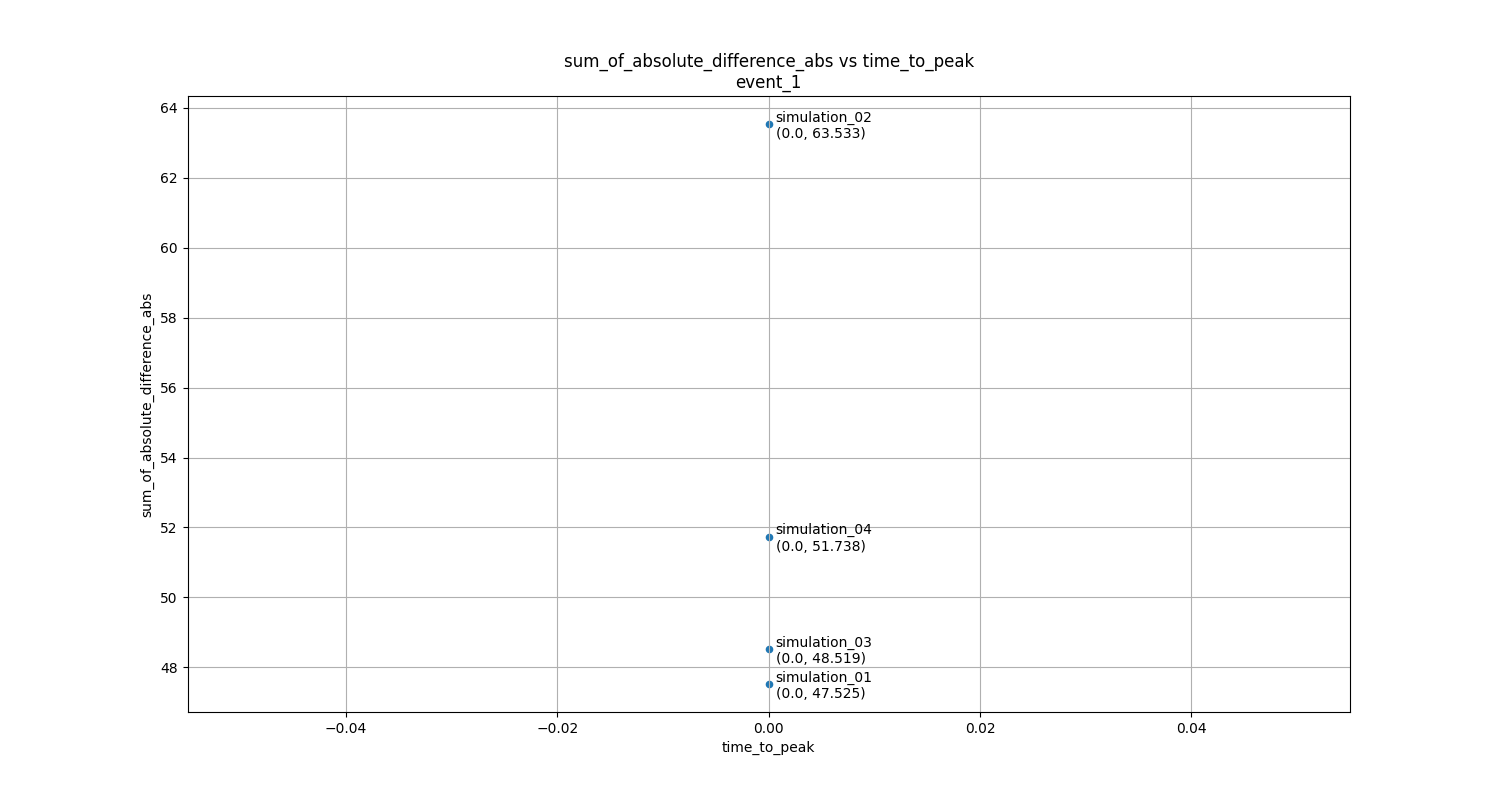 sum_of_absolute_difference_abs vs time_to_peak
event_1
64
62
60
58
56
54
52
50
48
sum_of_absolute_difference_abs
simulation_02
(0.0, 63.533)
simulation_04
(0.0, 51.738)
simulation_03
(0.0, 48.519)
simulation_01
(0.0, 47.525)
−0.04 −0.02 0.00 0.02 0.04
time_to_peak